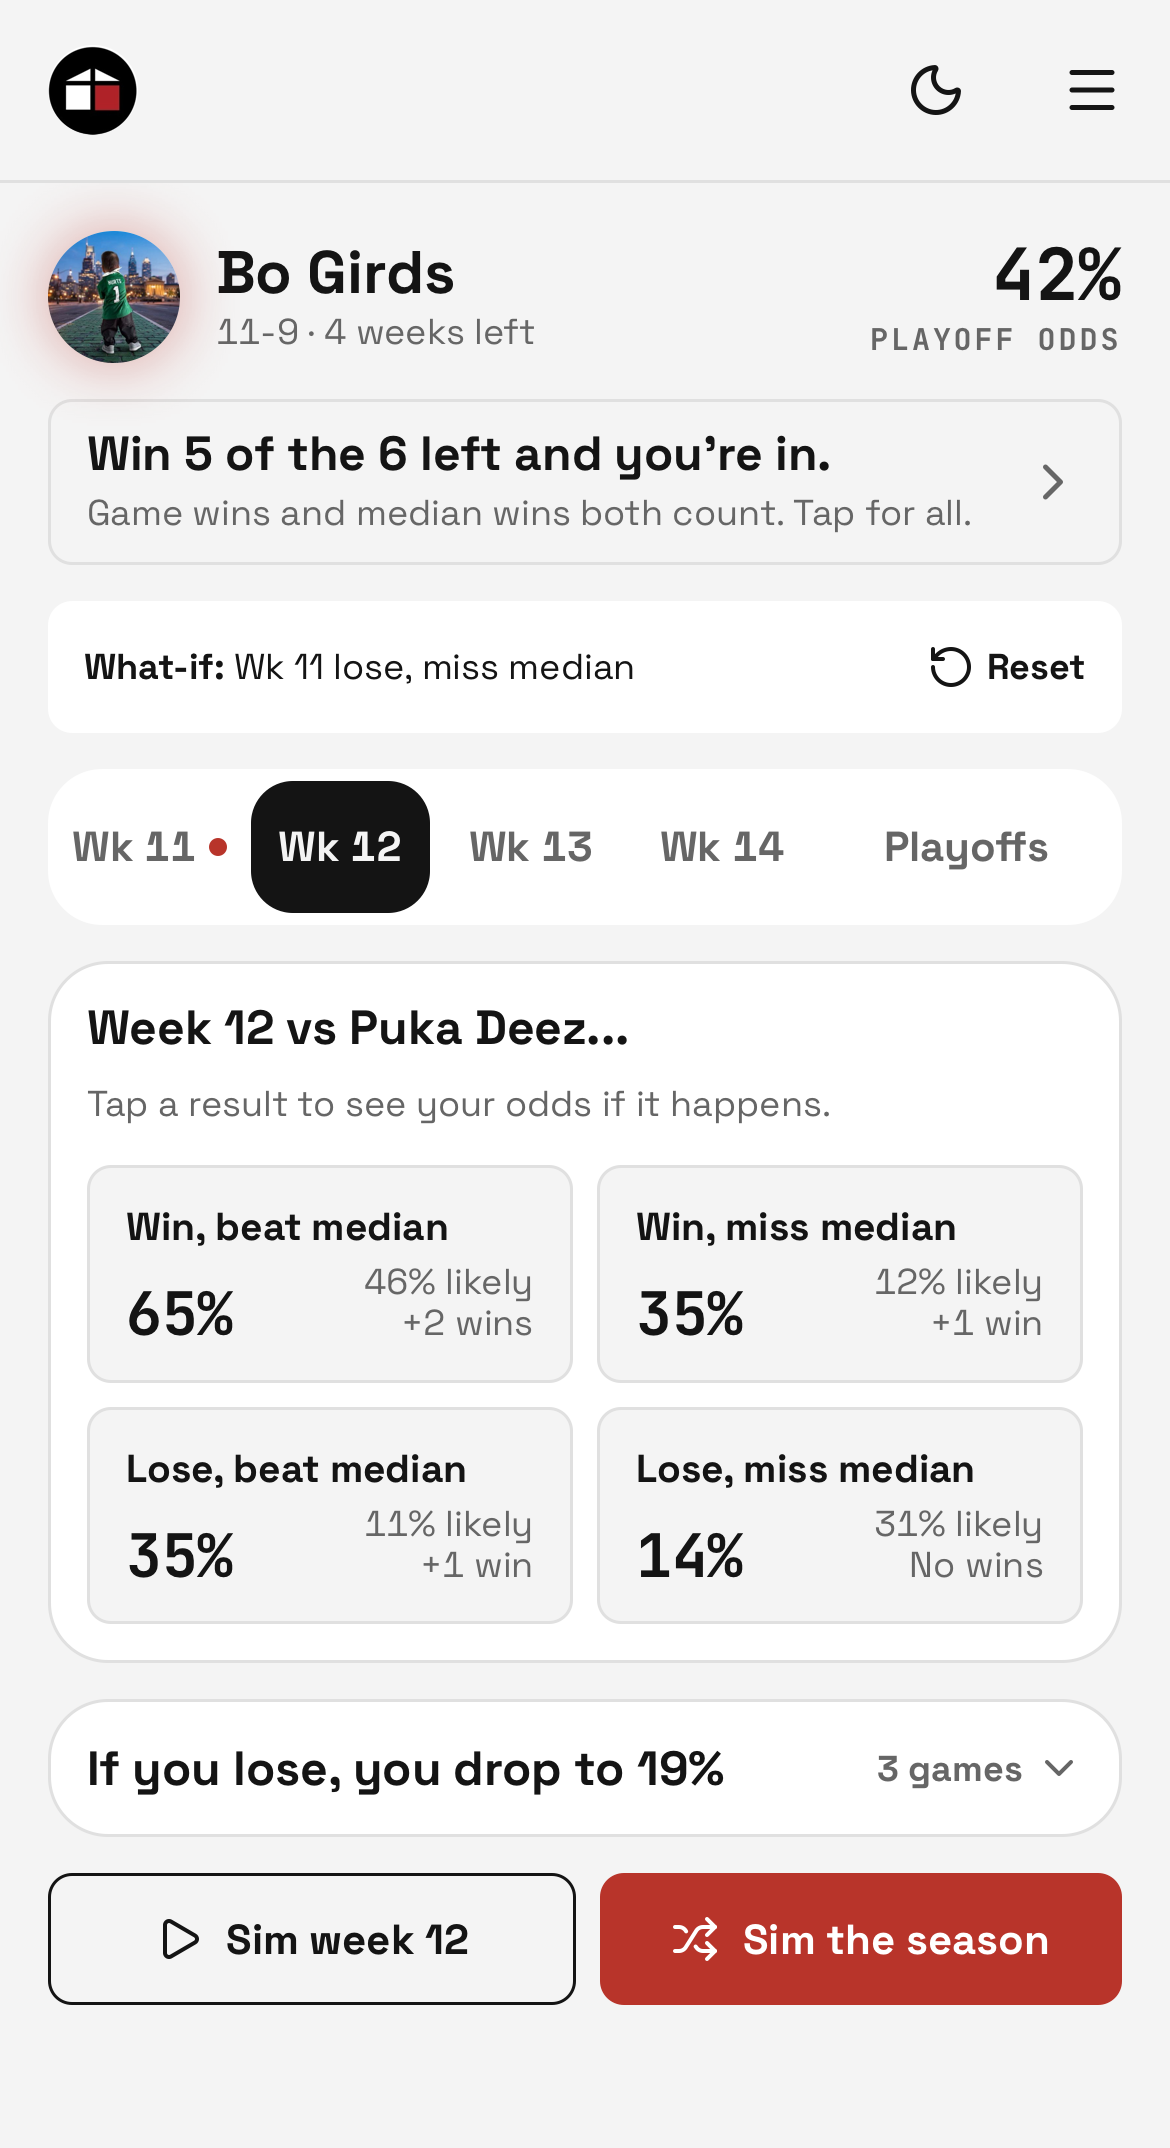 Bo Girds
11-9 · 4 weeks left
42%
PLAYOFF ODDS
Win 5 of the 6 left and you’re in.
Game wins and median wins both count. Tap for all.
What-if: Wk 11 lose, miss median
Reset
Wk 11
Wk 12
Wk 13
Wk 14
Playoffs
Week 12 vs Puka Deez...
Tap a result to see your odds if it happens.
Win, beat median
65%
46% likely
+2 wins
Win, miss median
35%
12% likely
+1 win
Lose, beat median
35%
11% likely
+1 win
Lose, miss median
14%
31% likely
No wins
If you lose, you drop to 19%
3 games
Sim week 12
Sim the season